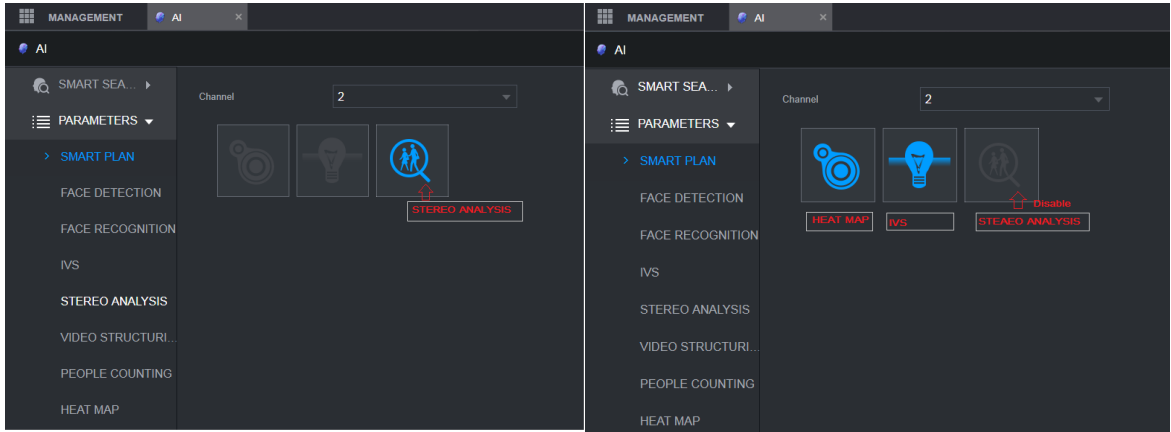 MANAGEMENT
AI
×
AI
SMART SEA...
PARAMETERS
> SMART PLAN
FACE DETECTION
FACE RECOGNITION
IVS
STEREO ANALYSIS
VIDEO STRUCTURI...
PEOPLE COUNTING
HEAT MAP
Channel
2
STEREO ANALYSIS
MANAGEMENT
AI
×
AI
SMART SEA...
PARAMETERS
> SMART PLAN
FACE DETECTION
FACE RECOGNITION
IVS
STEREO ANALYSIS
VIDEO STRUCTURI...
PEOPLE COUNTING
HEAT MAP
Channel
2
Disable
HEAT MAP
IVS
STEAEO ANALYSIS